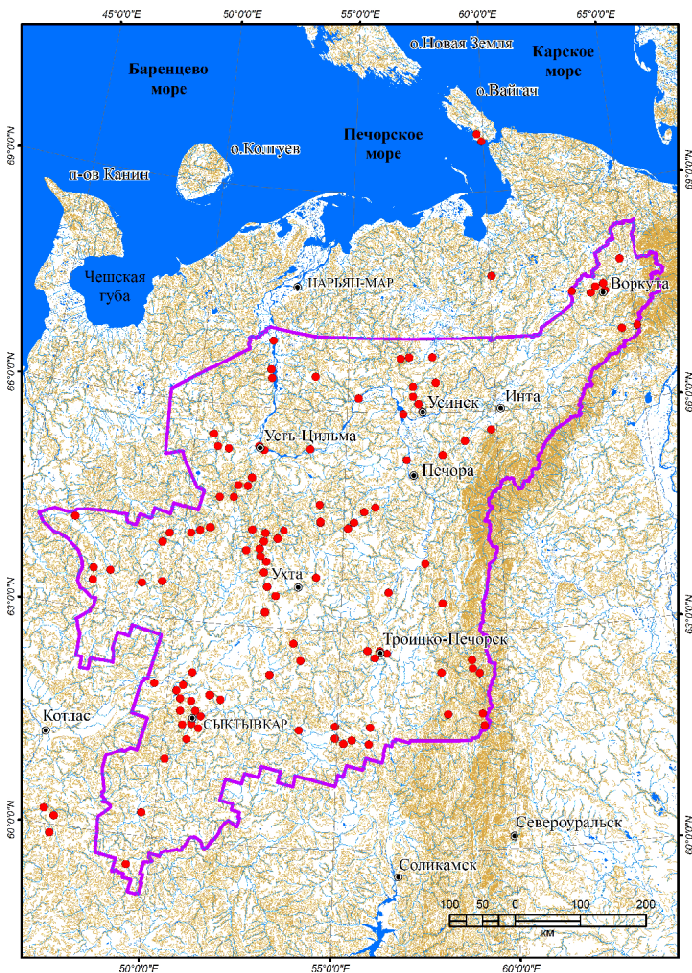 45°0'0"E
50°0'0"E
55°0'0"E
60°0'0"E
65°0'0"E
о.Новая Земля
Карское
море
Баренцево
море
о.Вайгач
Печорское
море
69°0'0"N
69°0'0"N
о.Колгуев
п-ов Канин
Чешская
губа
НАРЬЯН-МАР
Воркута
66°0'0"N
66°0'0"N
Инта
Усинск
Усть-Цильма
Печора
Ухта
63°0'0"N
63°0'0"N
Троицко-Печорск
Котлас
СЫКТЫВКАР
60°0'0"N
60°0'0"N
Североуральск
Соликамск
100
50
0
100
200
км
50°0'0"E
55°0'0"E
60°0'0"E